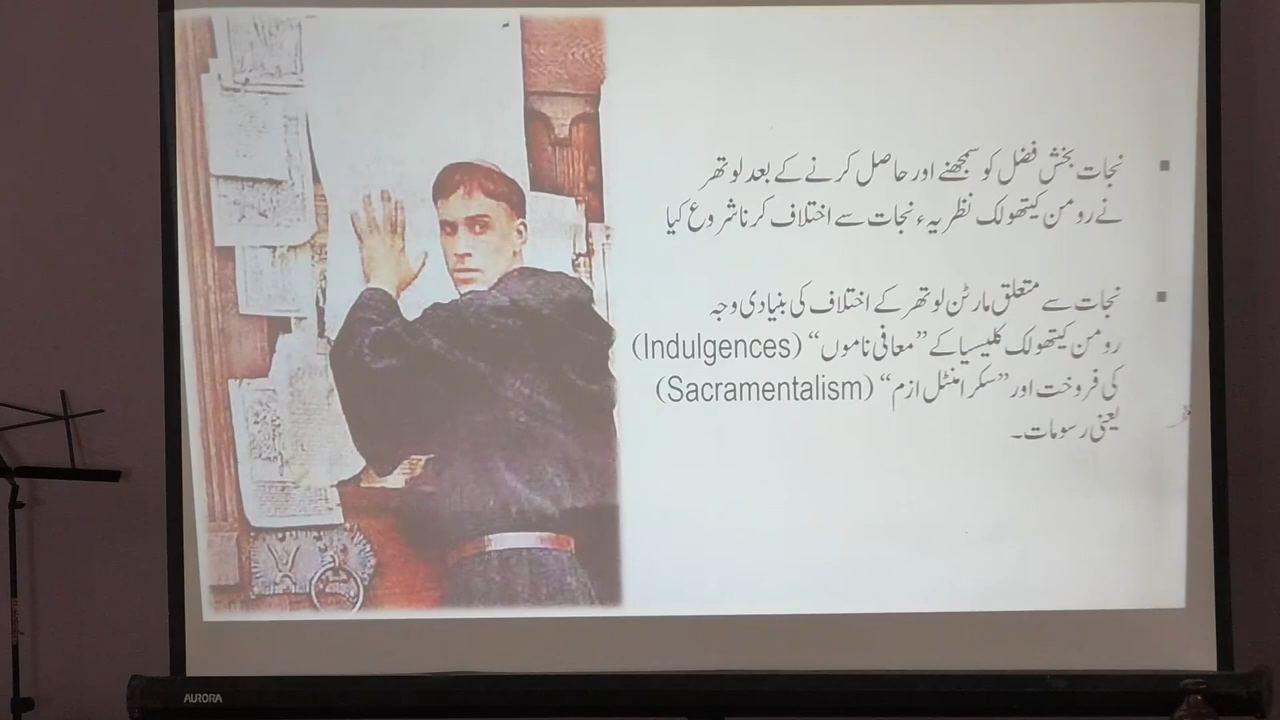 نجات بخش فضل کو سمجھنے اور حاصل کرنے کے بعد لوتھر
نے رومن کیتھولک نظریہء نجات سے اختلاف کرنا شروع کیا
نجات سے متعلق مارٹن لوتھر کے اختلاف کی بنیادی وجہ
رومن کیتھولک کلیسیا کے ”معافی ناموں“ (Indulgences)
کی فروخت اور ”سکرامنٹل ازم“ (Sacramentalism)
یعنی رسومات۔
AURORA